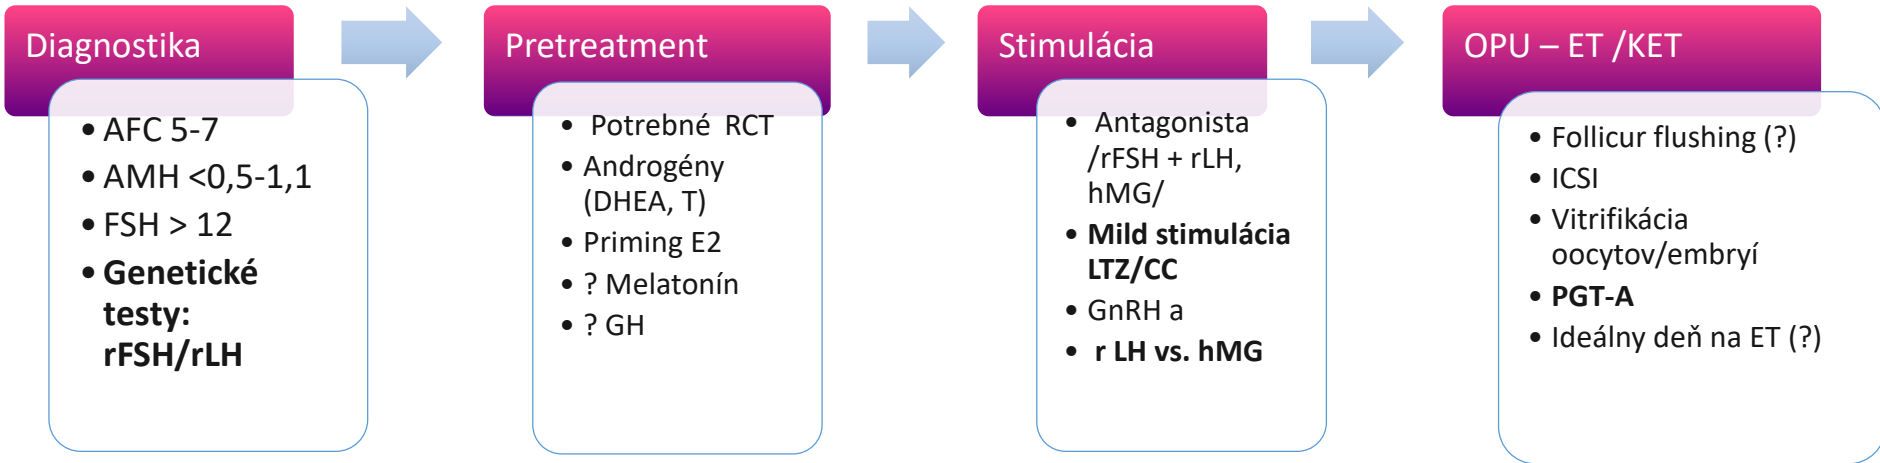 Diagnostika
• AFC 5-7
• AMH <0,5-1,1
• FSH > 12
• Genetické
testy:
rFSH/rLH
Pretreatment
• Potrebné RCT
• Androgény
(DHEA, T)
• Priming E2
• ? Melatonín
• ? GH
Stimulácia
• Antagonista
/rFSH + rLH,
hMG/
• Mild stimulácia
LTZ/CC
• GnRH a
• r LH vs. hMG
OPU – ET /KET
• Follicur flushing (?)
• ICSI
• Vitrifikácia
oocytov/embryí
• PGT-A
• Ideálny deň na ET (?)